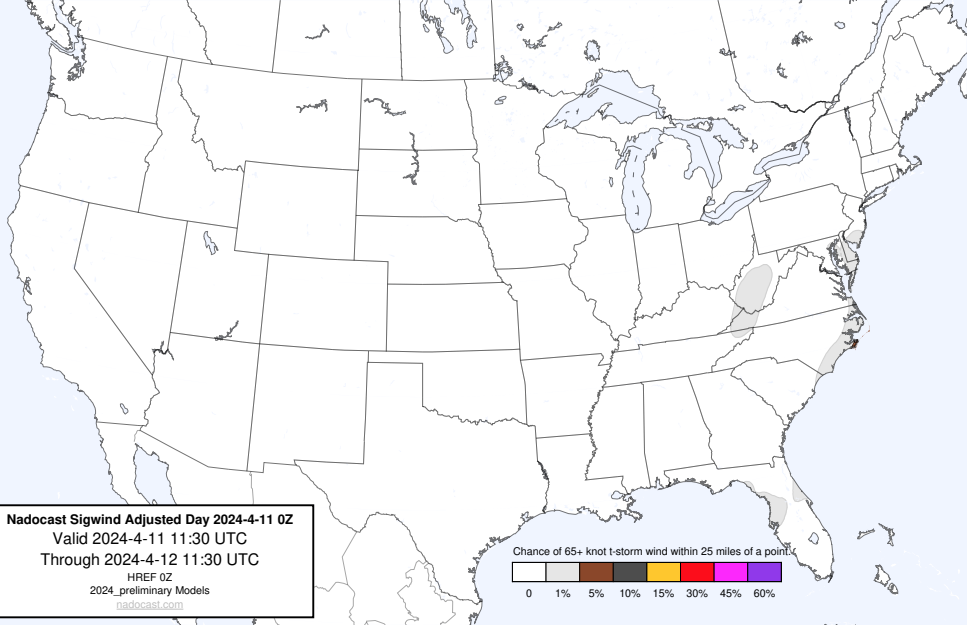 Nadocast Sigwind Adjusted Day 2024-4-11 0Z
Valid 2024-4-11 11:30 UTC
Through 2024-4-12 11:30 UTC
HREF 0Z
2024_preliminary Models
nadocast.com
Chance of 65+ knot t-storm wind within 25 miles of a point.
0 1% 5% 10% 15% 30% 45% 60%